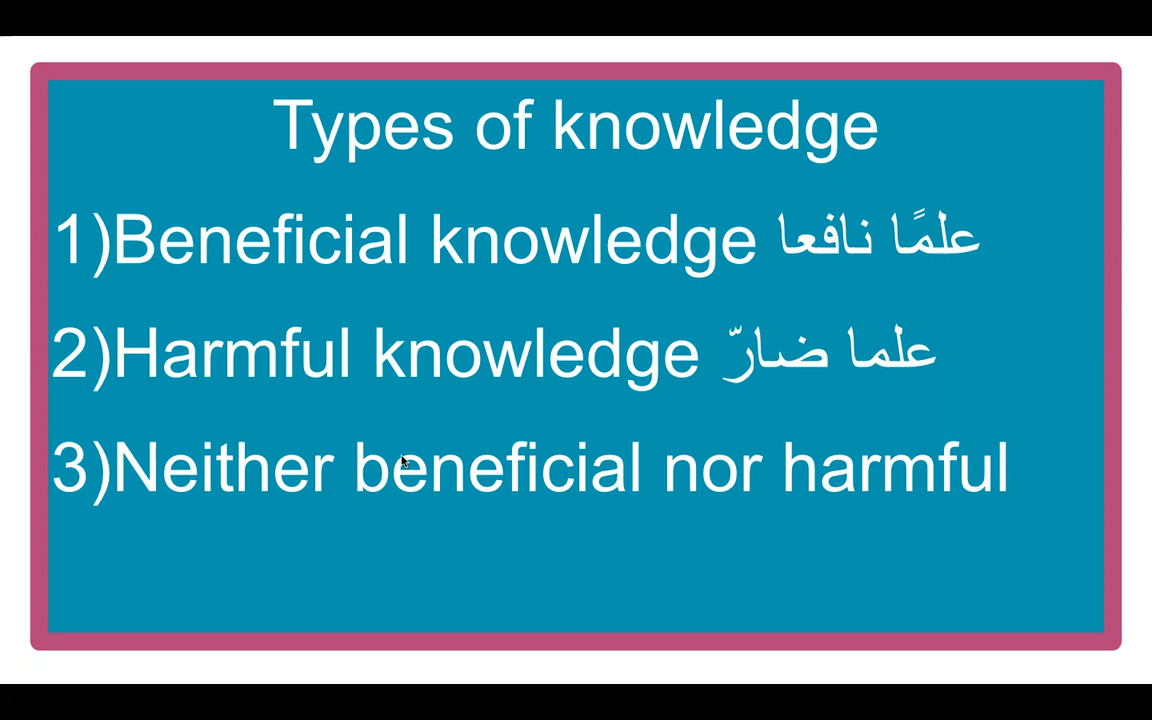 Types of knowledge
1)Beneficial knowledge علمًا نافعا
2)Harmful knowledge علما ضارّ
3)Neither beneficial nor harmful